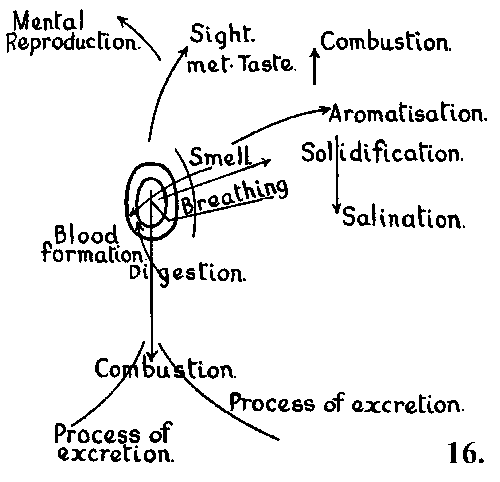 Mental
Reproduction.
Sight.
met. Taste.
Combustion.
Aromatisation.
Smell
Solidification.
Breathing
Salination.
Blood
formation
Digestion.
Combustion.
Process of excretion.
Process of
excretion.
16.